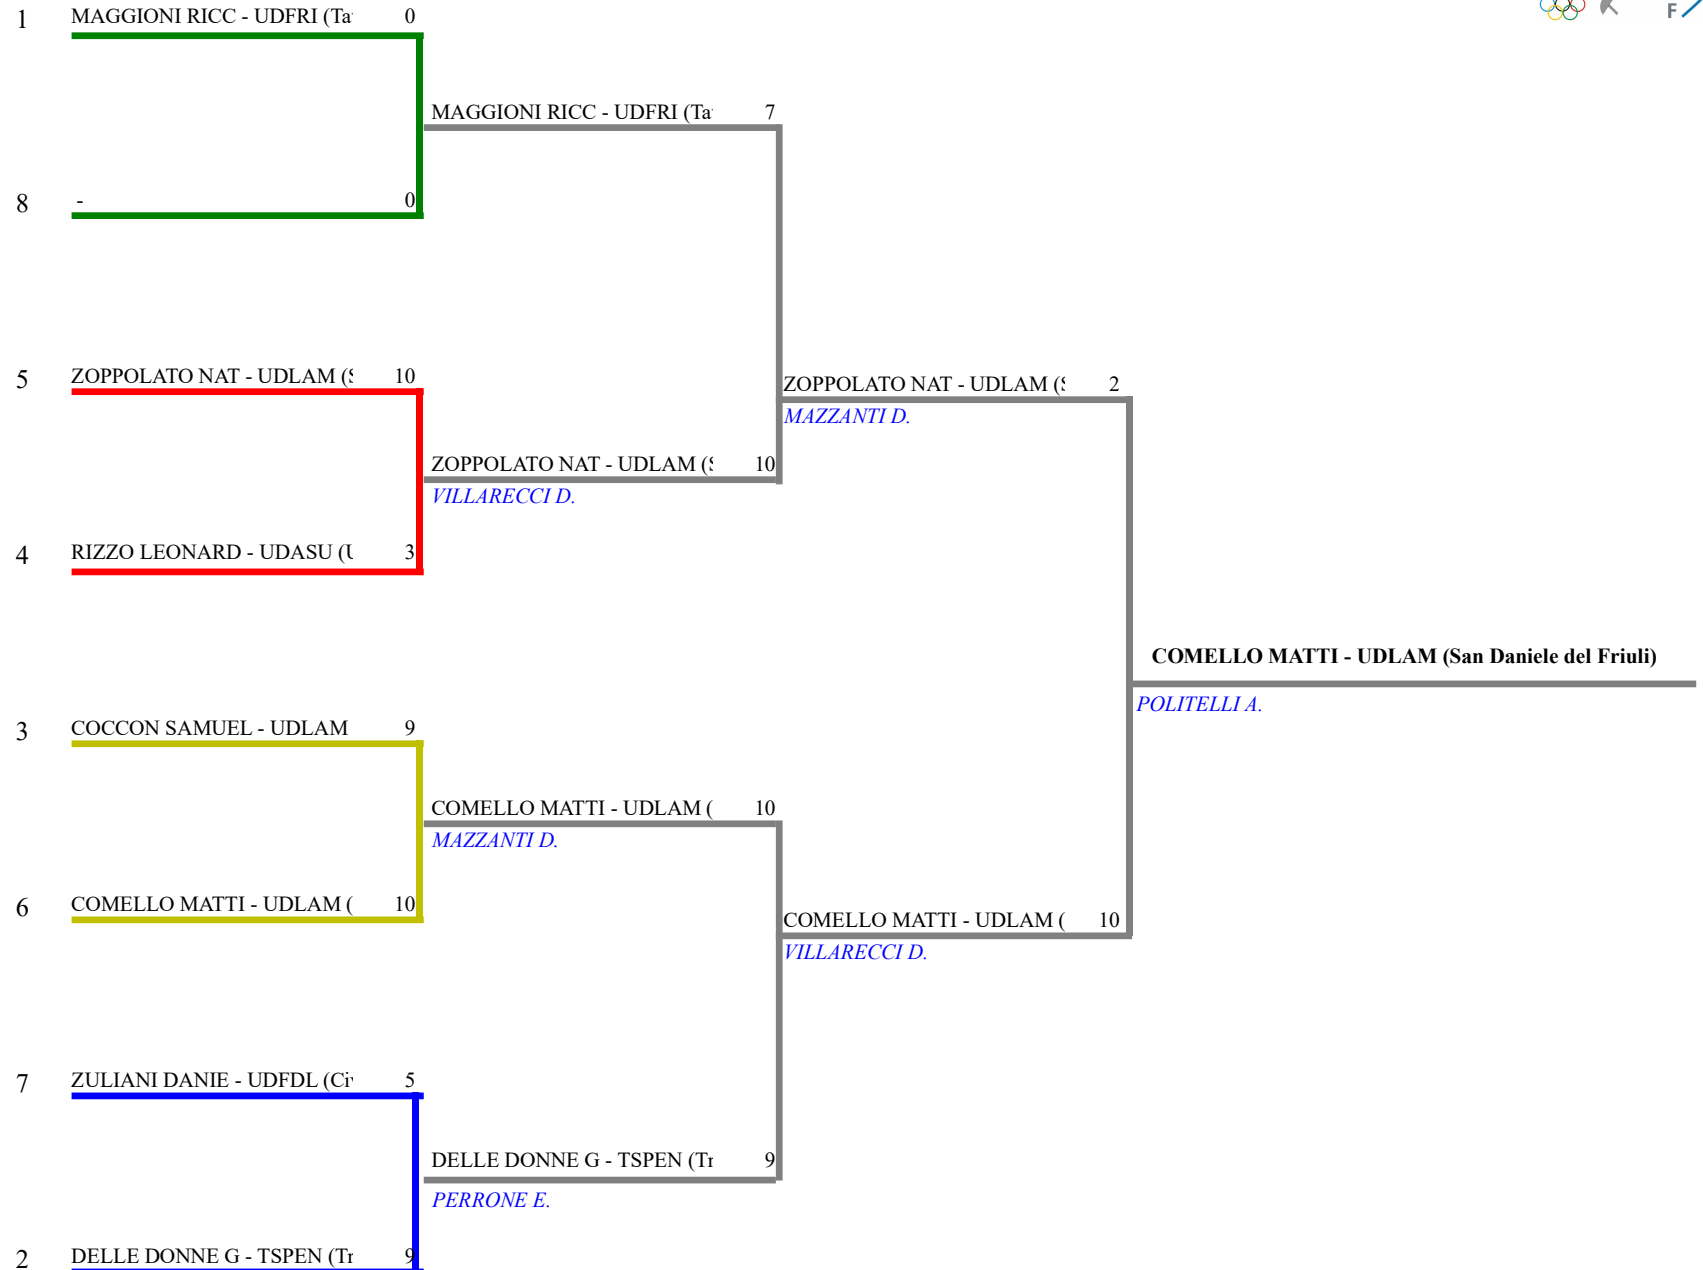 1 MAGGIONI RICC - UDFRI (Ta 0
MAGGIONI RICC - UDFRI (Ta 7
8 - 0
5 ZOPPOLATO NAT - UDLAM (S 10
ZOPPOLATO NAT - UDLAM (S 2
MAZZANTI D.
ZOPPOLATO NAT - UDLAM (S 10
VILLARECCI D.
4 RIZZO LEONARD - UDASU (U 3
COMELLO MATTI - UDLAM (San Daniele del Friuli)
POLITELLI A.
3 COCCON SAMUEL - UDLAM 9
COMELLO MATTI - UDLAM ( 10
MAZZANTI D.
6 COMELLO MATTI - UDLAM ( 10
COMELLO MATTI - UDLAM ( 10
VILLARECCI D.
7 ZULIANI DANIE - UDFDL (Civ 5
DELLE DONNE G - TSPEN (Tr 9
PERRONE E.
2 DELLE DONNE G - TSPEN (Tr 9
F